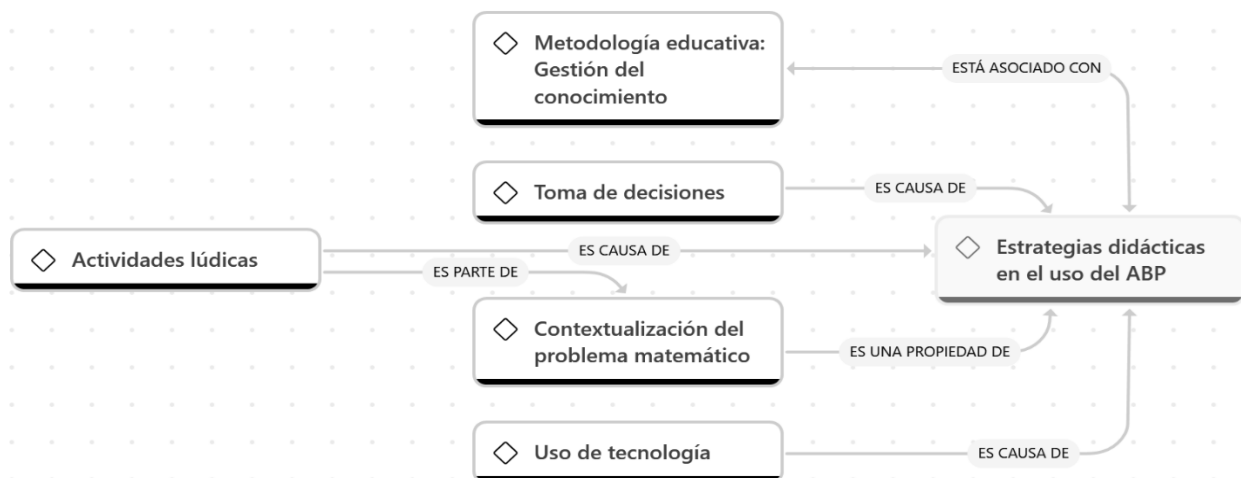 Metodología educativa:
Gestión del
conocimiento
ESTÁ ASOCIADO CON
Toma de decisiones
ES CAUSA DE
Actividades lúdicas
ES CAUSA DE
ES PARTE DE
Estrategias didácticas
en el uso del ABP
Contextualización del
problema matemático
ES UNA PROPIEDAD DE
Uso de tecnología
ES CAUSA DE